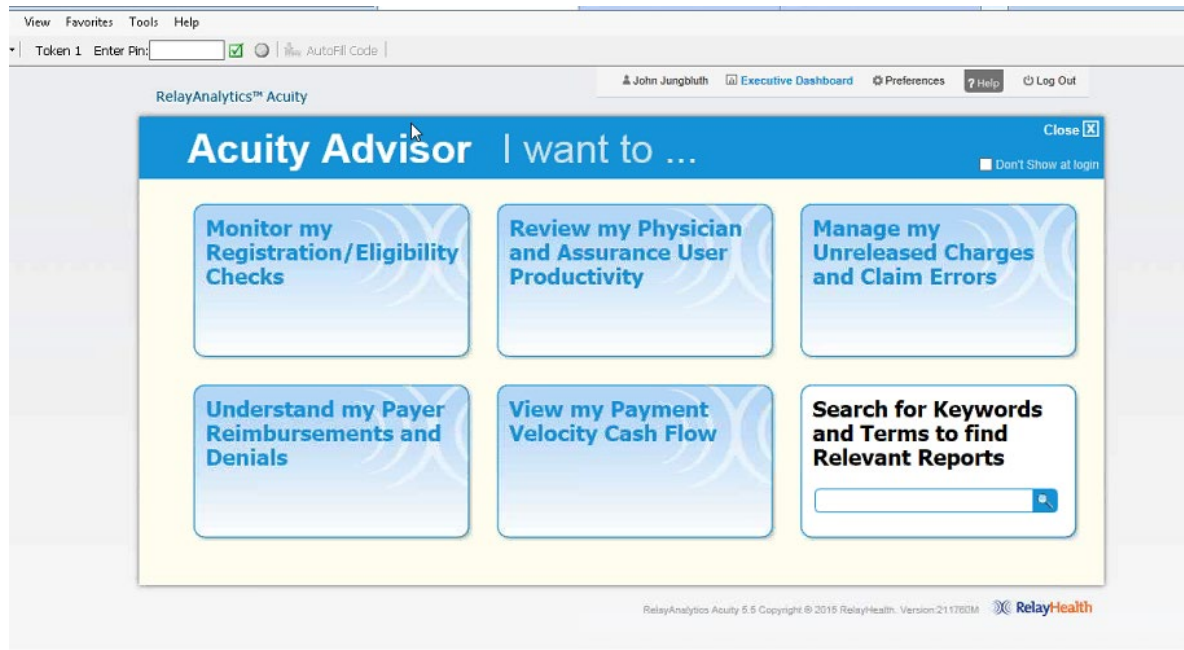 View Favorites Tools Help
Token 1 Enter Pin: AutoFill Code
John Jungbluth Executive Dashboard Preferences ? Help Log Out
RelayAnalytics™ Acuity
Acuity Advisor I want to ...
Close X
Don't Show at login
Monitor my
Registration/Eligibility
Checks
Review my Physician
and Assurance User
Productivity
Manage my
Unreleased Charges
and Claim Errors
Understand my Payer
Reimbursements and
Denials
View my Payment
Velocity Cash Flow
Search for Keywords
and Terms to find
Relevant Reports
RelayAnalytics Acuity 5.5 Copyright © 2015 RelayHealth. Version:211760M RelayHealth